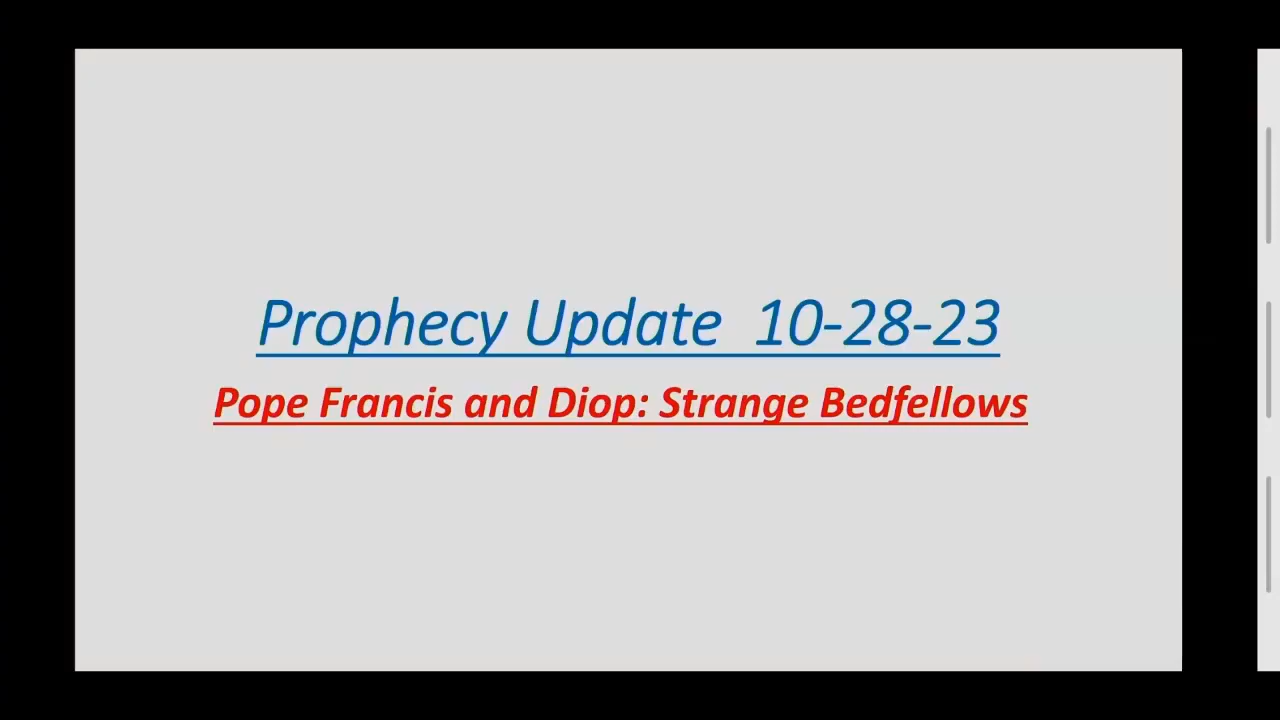 Prophecy Update 10-28-23
Pope Francis and Diop: Strange Bedfellows